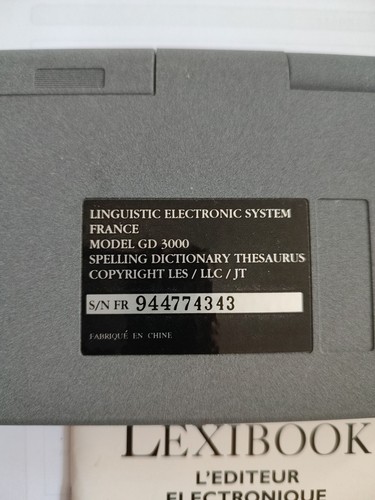 LINGUISTIC ELECTRONIC SYSTEM
FRANCE
MODEL GD 3000
SPELLING DICTIONARY THESAURUS
COPYRIGHT LES / LLC / JT
S/N FR 944774343
FABRIQUÉ EN CHINE
LEXIBOOK
L'EDITEUR
ELECTRONIQUE